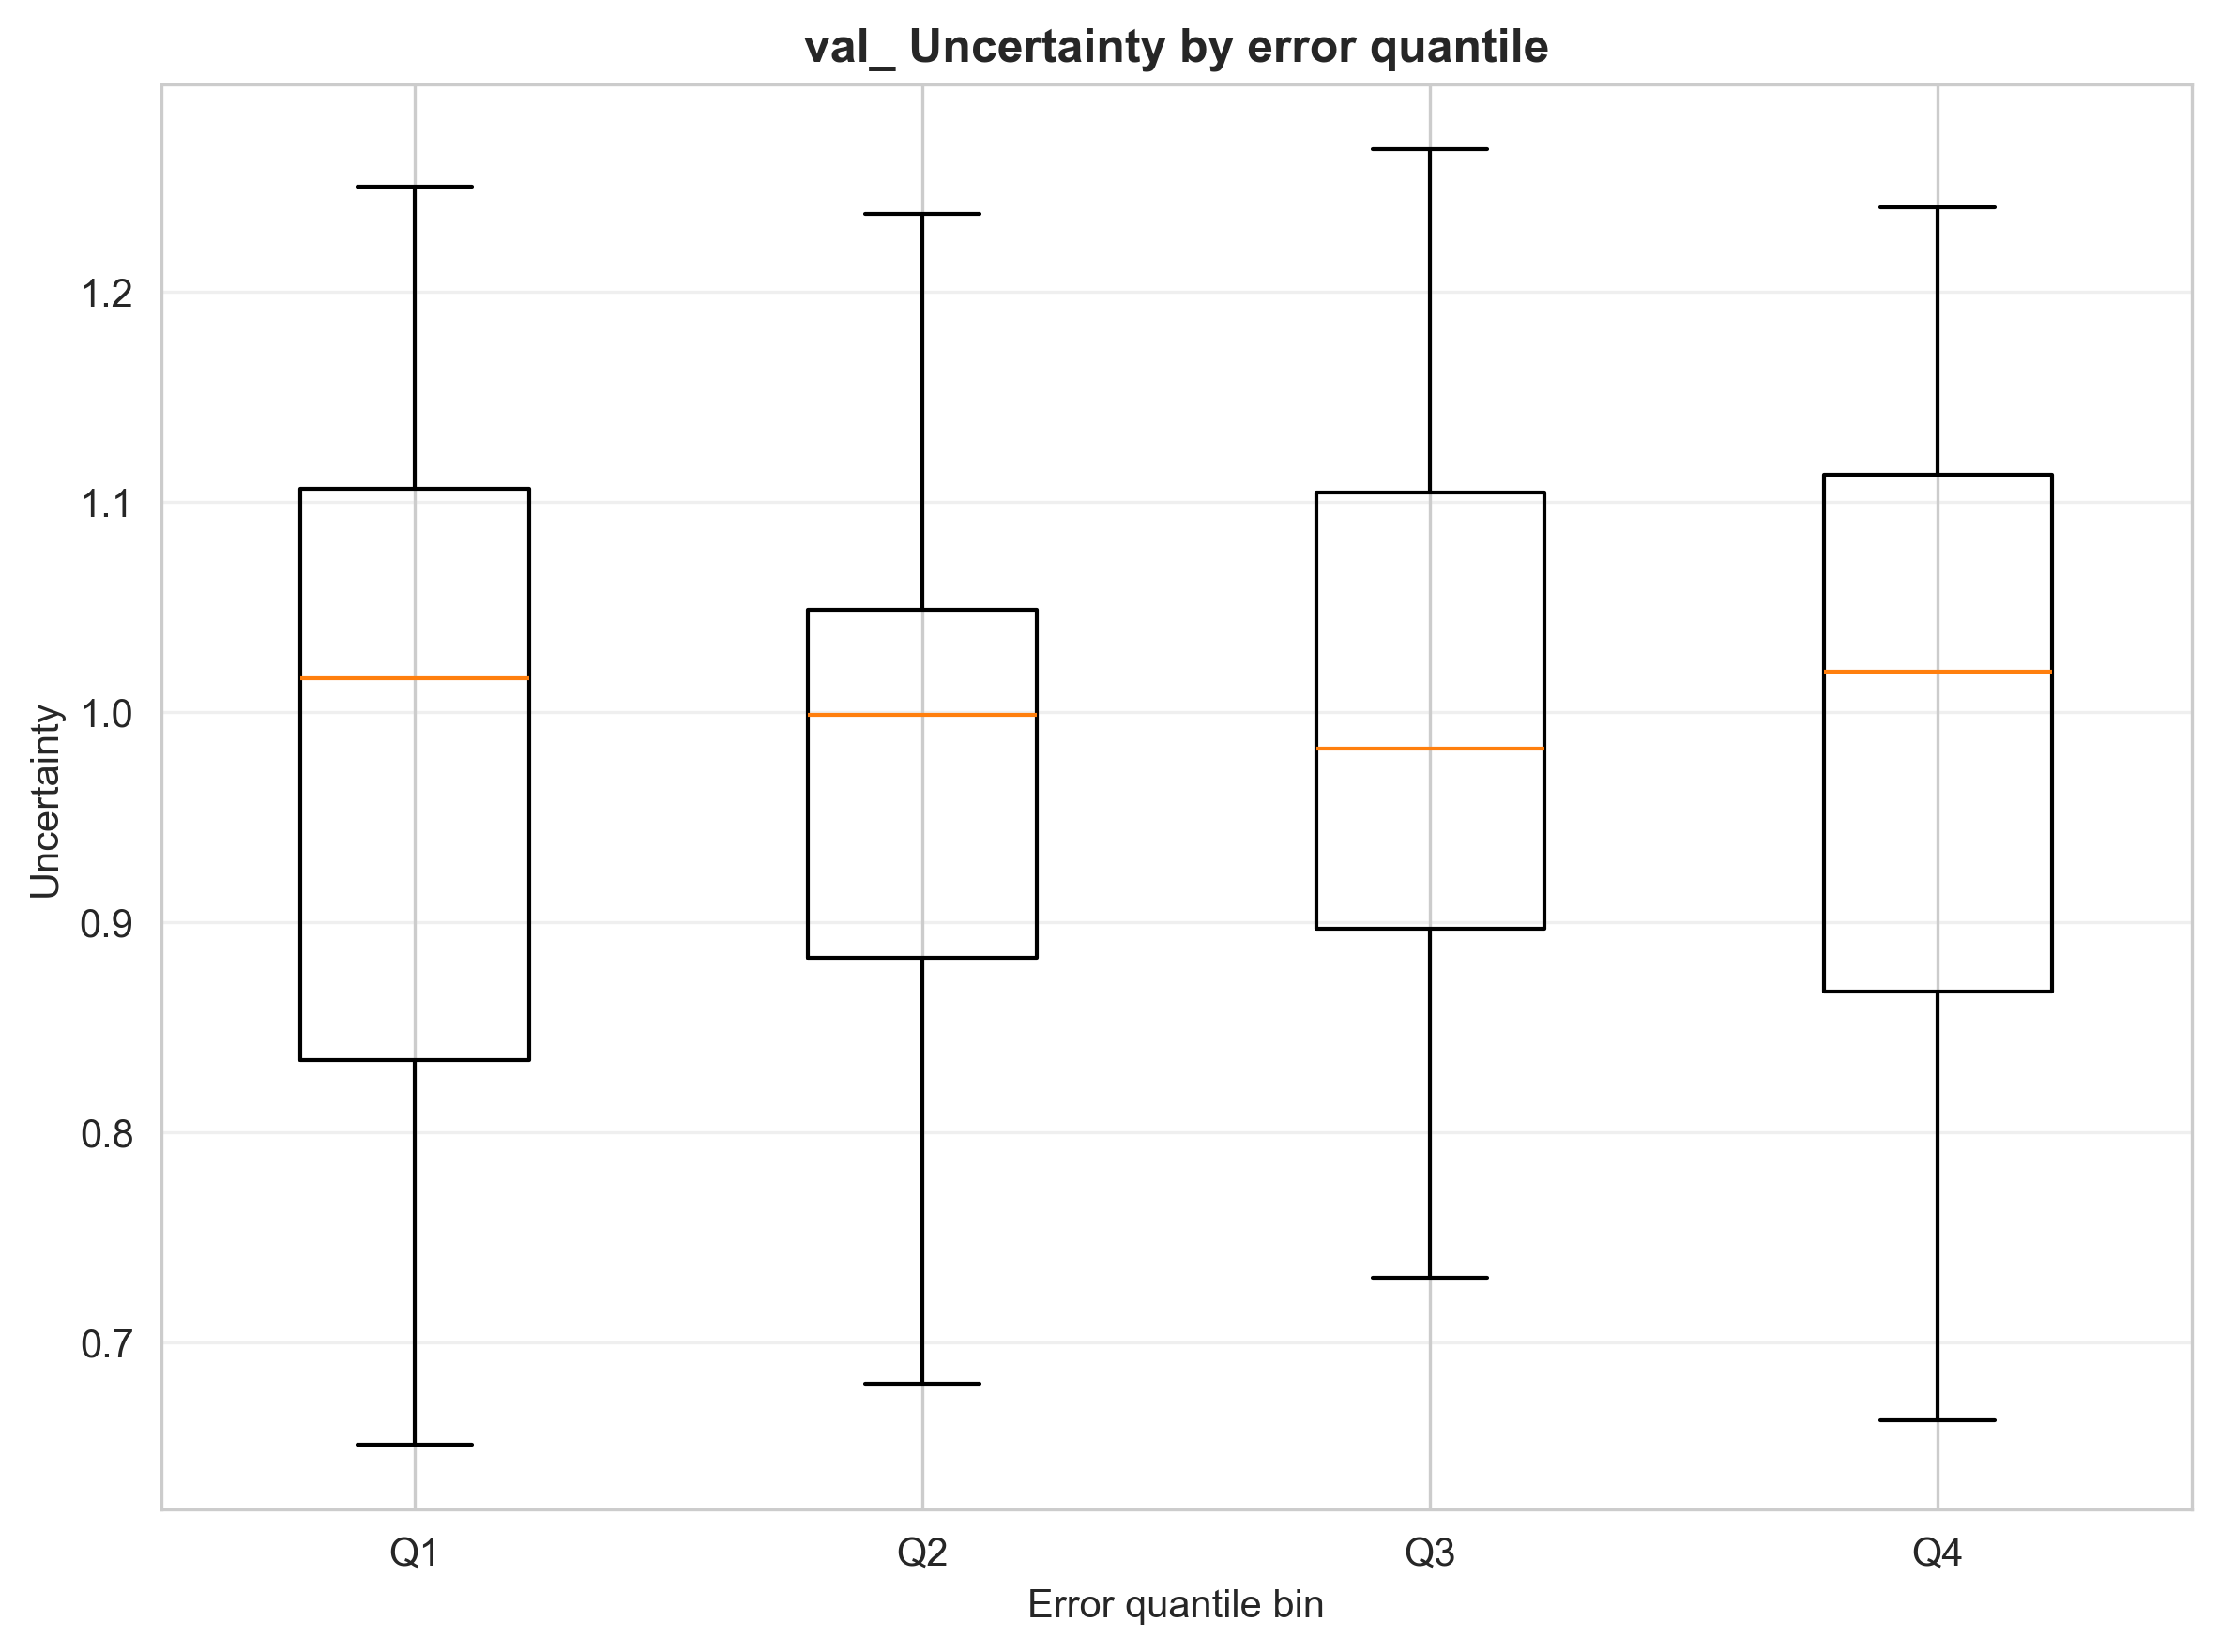 val_ Uncertainty by error quantile
Uncertainty
1.2
1.1
1.0
0.9
0.8
0.7
Q1 Q2 Q3 Q4
Error quantile bin